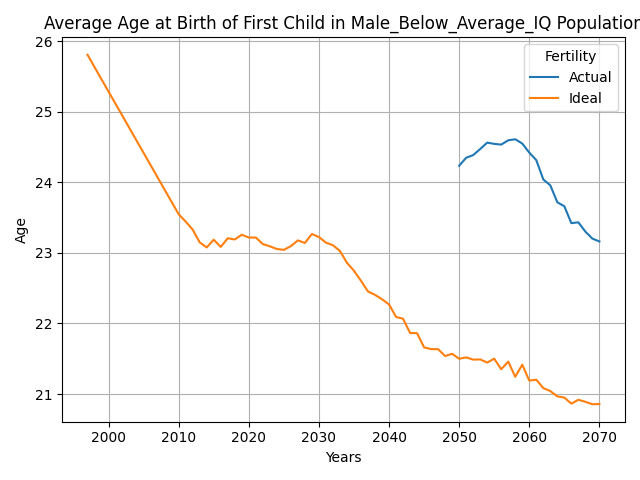 Average Age at Birth of First Child in Male_Below_Average_IQ Population
26
25
24
23
22
21
Age
Fertility
Actual
Ideal
2000 2010 2020 2030 2040 2050 2060 2070
Years